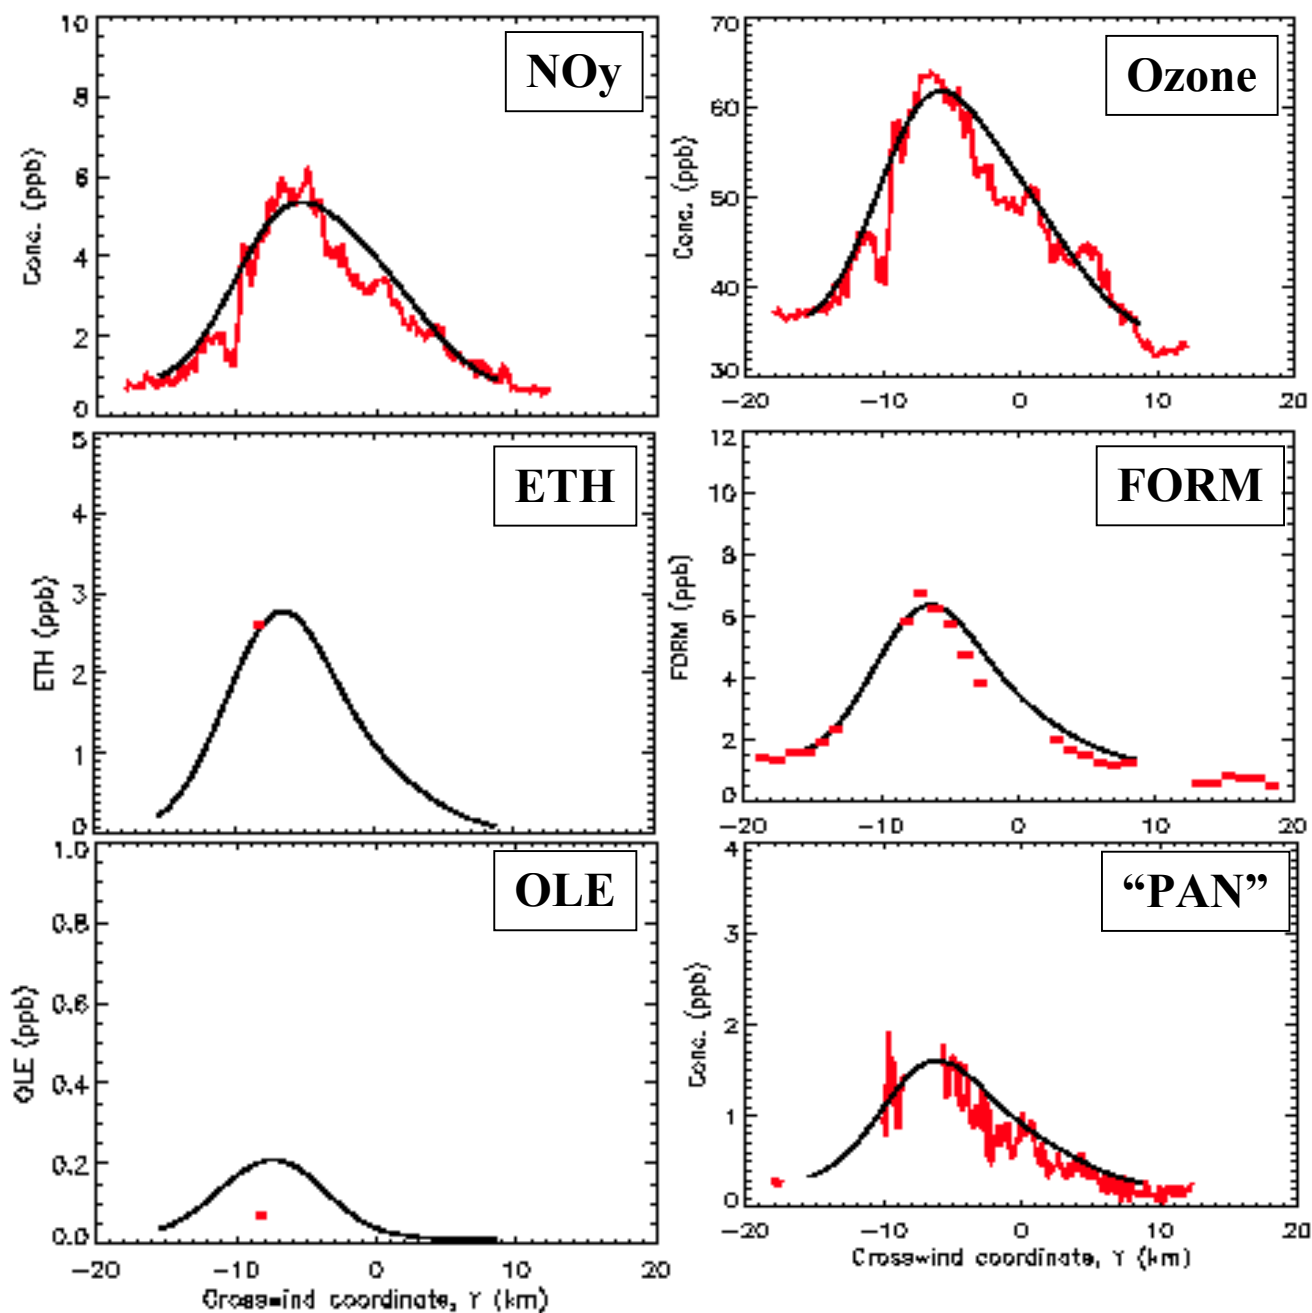 NOy
Conc. (ppb)
10
8
6
4
2
0
Ozone
Conc. (ppb)
70
60
50
40
30
−20 −10 0 10 20
ETH
ETH (ppb)
5
4
3
2
1
0
FORM
FORM (ppb)
12
10
8
6
4
2
0
−20 −10 0 10 20
OLE
OLE (ppb)
1.0
0.8
0.6
0.4
0.2
0.0
−20 −10 0 10 20
Crosswind coordinate, Y (km)
“PAN”
Conc. (ppb)
4
3
2
1
0
−20 −10 0 10 20
Crosswind coordinate, Y (km)